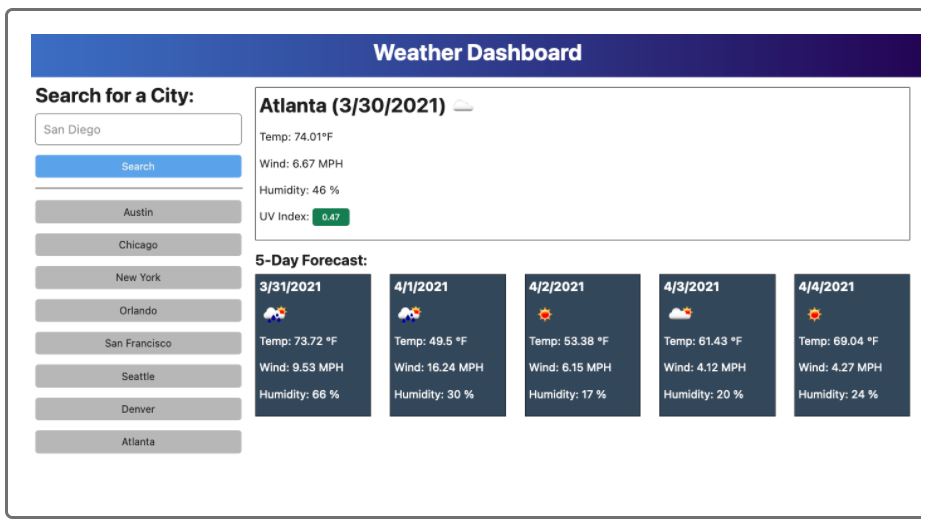 Weather Dashboard
Search for a City:
San Diego
Search
Austin
Chicago
New York
Orlando
San Francisco
Seattle
Denver
Atlanta
Atlanta (3/30/2021)
Temp: 74.01°F
Wind: 6.67 MPH
Humidity: 46 %
UV Index: 0.47
5-Day Forecast:
3/31/2021
Temp: 73.72 °F
Wind: 9.53 MPH
Humidity: 66 %
4/1/2021
Temp: 49.5 °F
Wind: 16.24 MPH
Humidity: 30 %
4/2/2021
Temp: 53.38 °F
Wind: 6.15 MPH
Humidity: 17 %
4/3/2021
Temp: 61.43 °F
Wind: 4.12 MPH
Humidity: 20 %
4/4/2021
Temp: 69.04 °F
Wind: 4.27 MPH
Humidity: 24 %